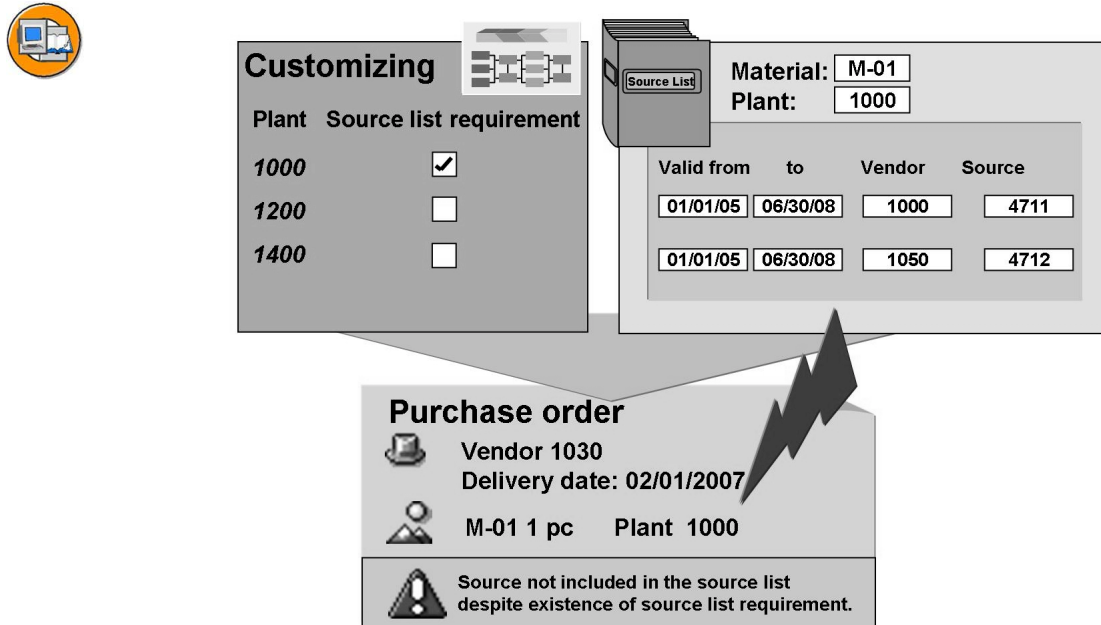 Customizing
Plant Source list requirement
1000
1200
1400
Source List
Material: M-01
Plant: 1000
Valid from to Vendor Source
01/01/05 06/30/08 1000 4711
01/01/05 06/30/08 1050 4712
Purchase order
Vendor 1030
Delivery date: 02/01/2007
M-01 1 pc Plant 1000
Source not included in the source list
despite existence of source list requirement.